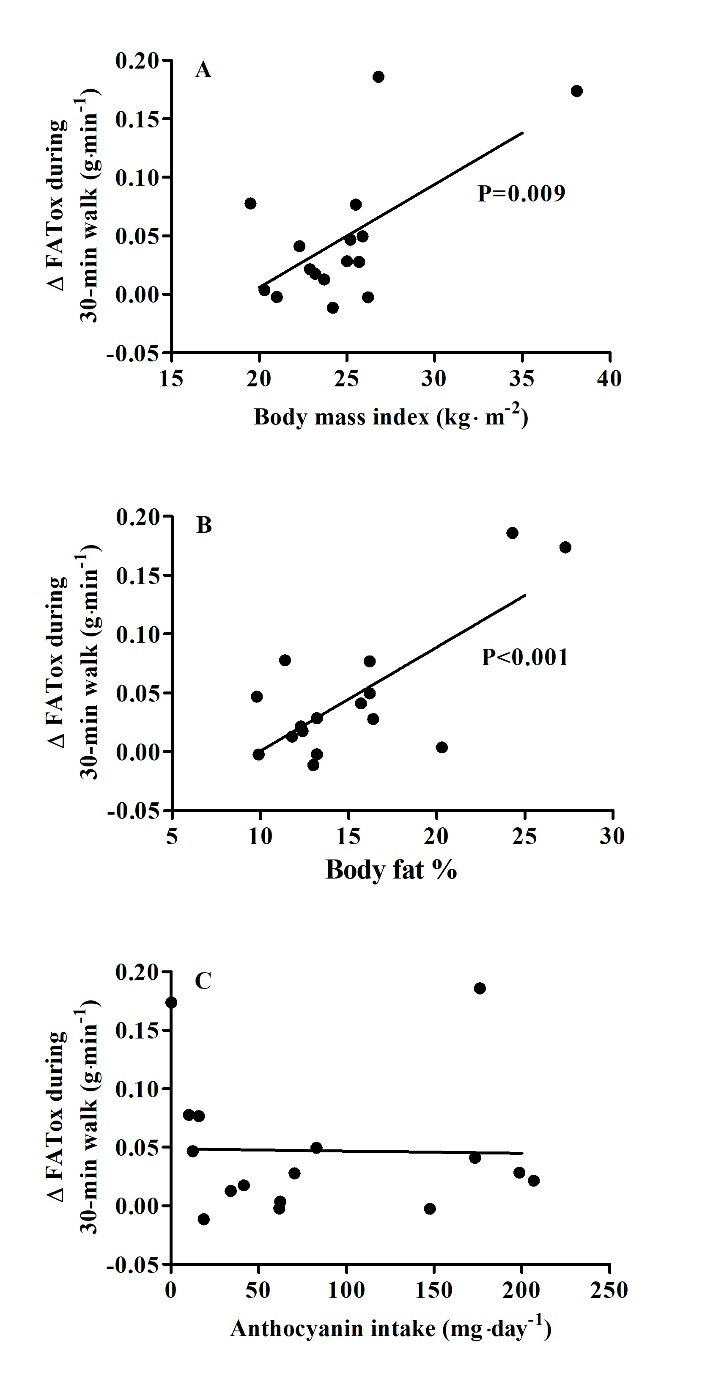 A
Δ FATox during
30-min walk (g·min⁻¹)
0.20
0.15
0.10
0.05
0.00
-0.05
P=0.009
15 20 25 30 35 40
Body mass index (kg· m⁻²)
B
Δ FATox during
30-min walk (g·min⁻¹)
0.20
0.15
0.10
0.05
0.00
-0.05
P<0.001
5 10 15 20 25 30
Body fat %
C
Δ FATox during
30-min walk (g·min⁻¹)
0.20
0.15
0.10
0.05
0.00
-0.05
0 50 100 150 200 250
Anthocyanin intake (mg·day⁻¹)